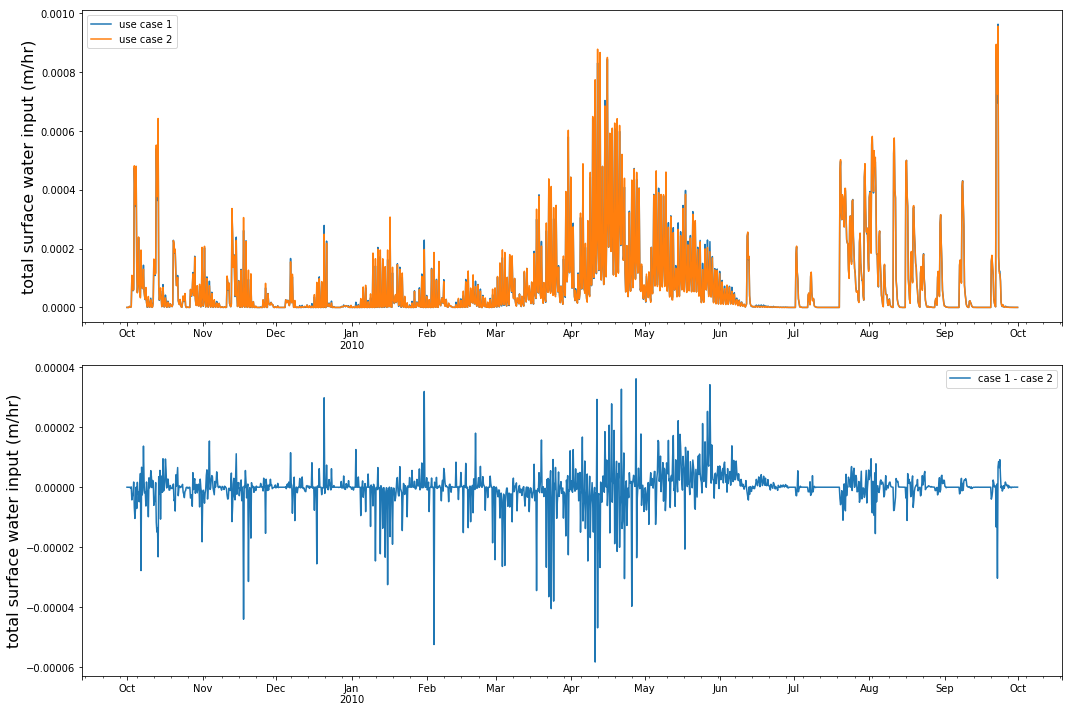 total surface water input (m/hr)
0.0010
0.0008
0.0006
0.0004
0.0002
0.0000
use case 1
use case 2
Oct Nov Dec Jan Feb Mar Apr May Jun Jul Aug Sep Oct
2010
total surface water input (m/hr)
0.00004
0.00002
0.00000
−0.00002
−0.00004
−0.00006
case 1 - case 2
Oct Nov Dec Jan Feb Mar Apr May Jun Jul Aug Sep Oct
2010